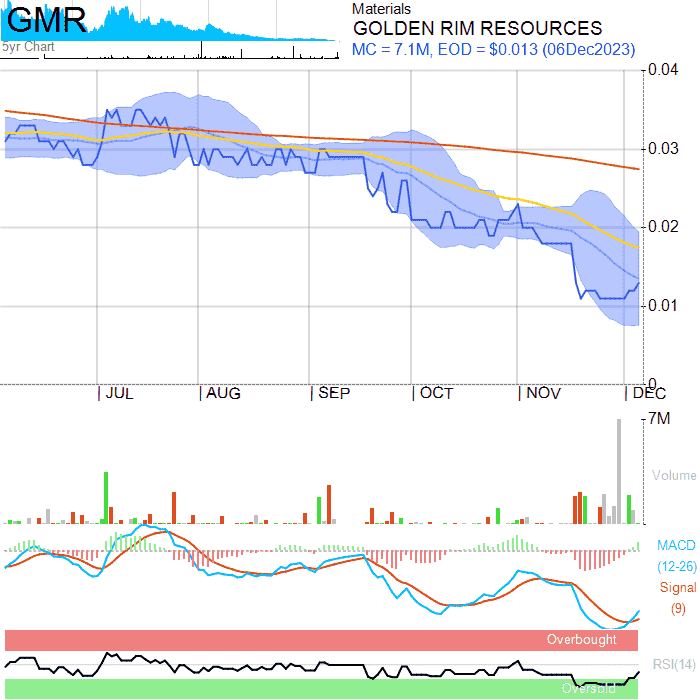 GMR
5yr Chart
Materials
GOLDEN RIM RESOURCES
MC = 7.1M, EOD = $0.013 (06Dec2023)
0.04
0.03
0.02
0.01
0
JUL
AUG
SEP
OCT
NOV
DEC
7M
Volume
MACD
(12-26)
Signal
(9)
Overbought
RSI(14)
Oversold